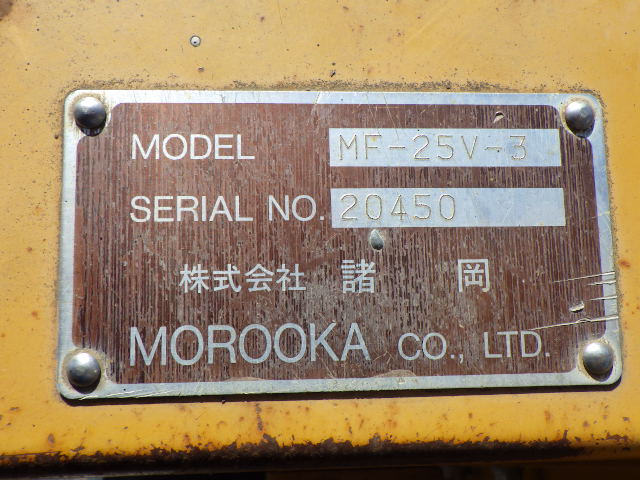 MODEL MF-25V-3
SERIAL NO. 20450
株式会社 諸岡
MOROOKA CO., LTD.